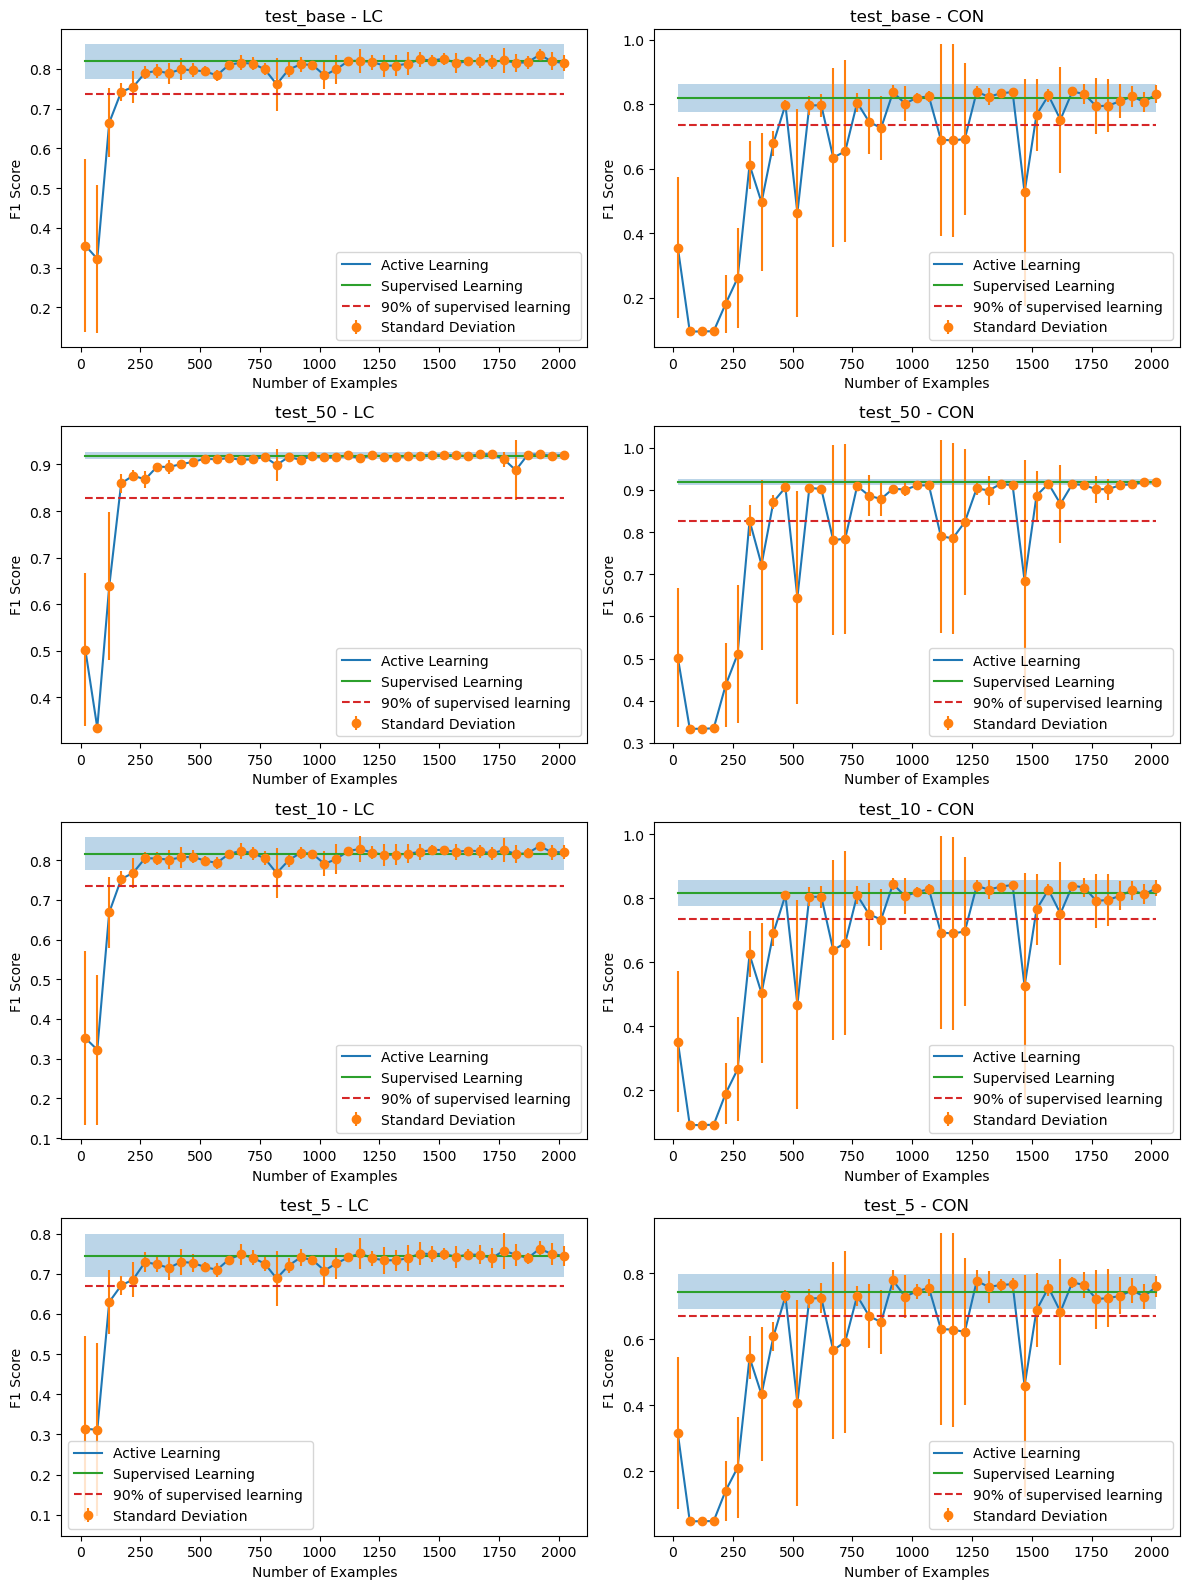 test_base - LC
F1 Score
0.8
0.7
0.6
0.5
0.4
0.3
0.2
Active Learning
Supervised Learning
90% of supervised learning
Standard Deviation
0 250 500 750 1000 1250 1500 1750 2000
Number of Examples
test_base - CON
F1 Score
1.0
0.8
0.6
0.4
0.2
Active Learning
Supervised Learning
90% of supervised learning
Standard Deviation
0 250 500 750 1000 1250 1500 1750 2000
Number of Examples
test_50 - LC
F1 Score
0.9
0.8
0.7
0.6
0.5
0.4
Active Learning
Supervised Learning
90% of supervised learning
Standard Deviation
0 250 500 750 1000 1250 1500 1750 2000
Number of Examples
test_50 - CON
F1 Score
1.0
0.9
0.8
0.7
0.6
0.5
0.4
0.3
Active Learning
Supervised Learning
90% of supervised learning
Standard Deviation
0 250 500 750 1000 1250 1500 1750 2000
Number of Examples
test_10 - LC
F1 Score
0.8
0.7
0.6
0.5
0.4
0.3
0.2
0.1
Active Learning
Supervised Learning
90% of supervised learning
Standard Deviation
0 250 500 750 1000 1250 1500 1750 2000
Number of Examples
test_10 - CON
F1 Score
1.0
0.8
0.6
0.4
0.2
Active Learning
Supervised Learning
90% of supervised learning
Standard Deviation
0 250 500 750 1000 1250 1500 1750 2000
Number of Examples
test_5 - LC
F1 Score
0.8
0.7
0.6
0.5
0.4
0.3
0.2
0.1
Active Learning
Supervised Learning
90% of supervised learning
Standard Deviation
0 250 500 750 1000 1250 1500 1750 2000
Number of Examples
test_5 - CON
F1 Score
0.8
0.6
0.4
0.2
Active Learning
Supervised Learning
90% of supervised learning
Standard Deviation
0 250 500 750 1000 1250 1500 1750 2000
Number of Examples